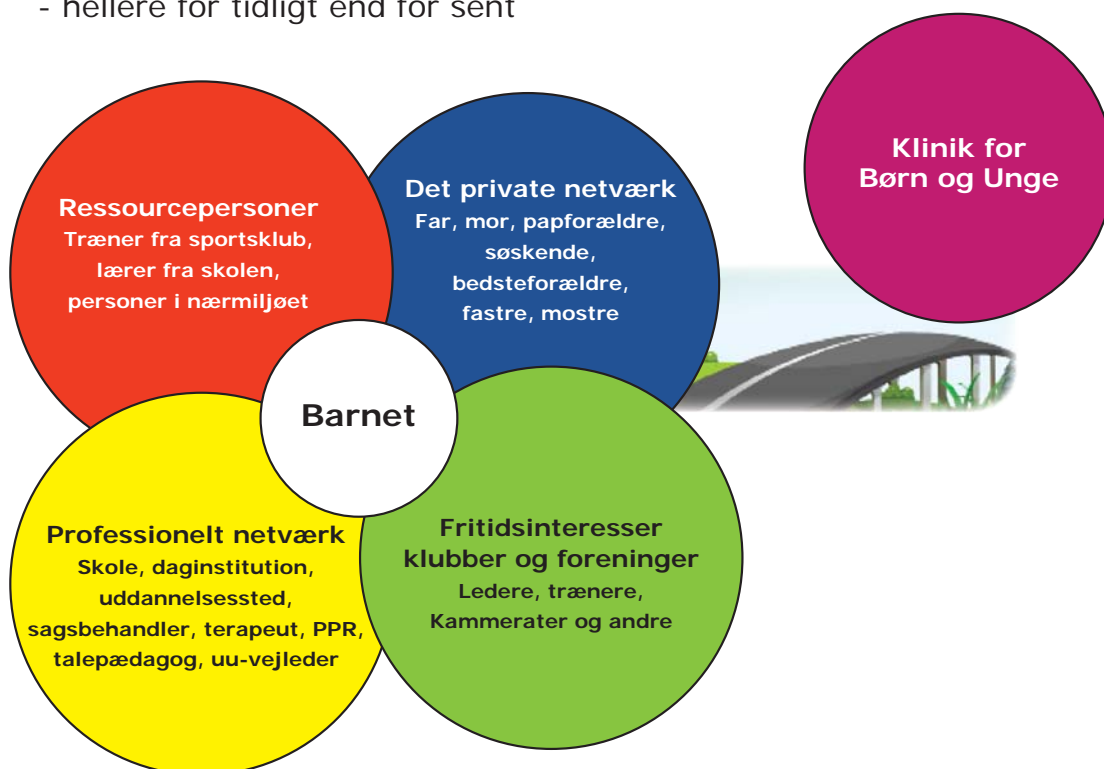 - hellere for tidligt end for sent
Klinik for
Børn og Unge
Ressourcepersoner
Træner fra sportsklub,
lærer fra skolen,
personer i nærmiljøet
Det private netværk
Far, mor, papforældre,
søskende,
bedsteforældre,
fastre, mostre
Barnet
Professionelt netværk
Skole, daginstitution,
uddannelsessted,
sagsbehandler, terapeut, PPR,
talepædagog, uu-vejleder
Fritidsinteresser
klubber og foreninger
Ledere, trænere,
Kammerater og andre